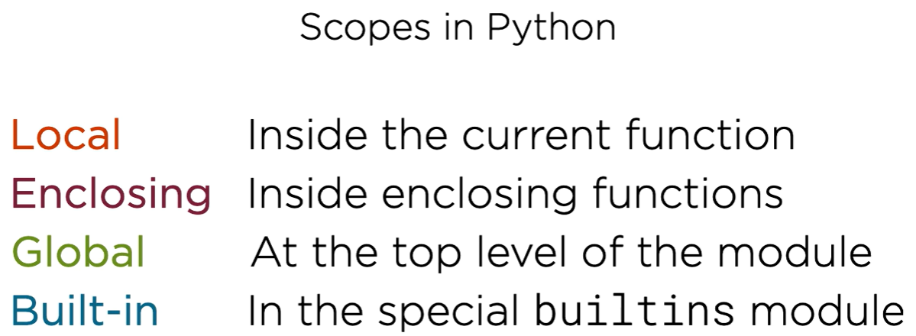 Scopes in Python
Local Inside the current function
Enclosing Inside enclosing functions
Global At the top level of the module
Built-in In the special builtins module